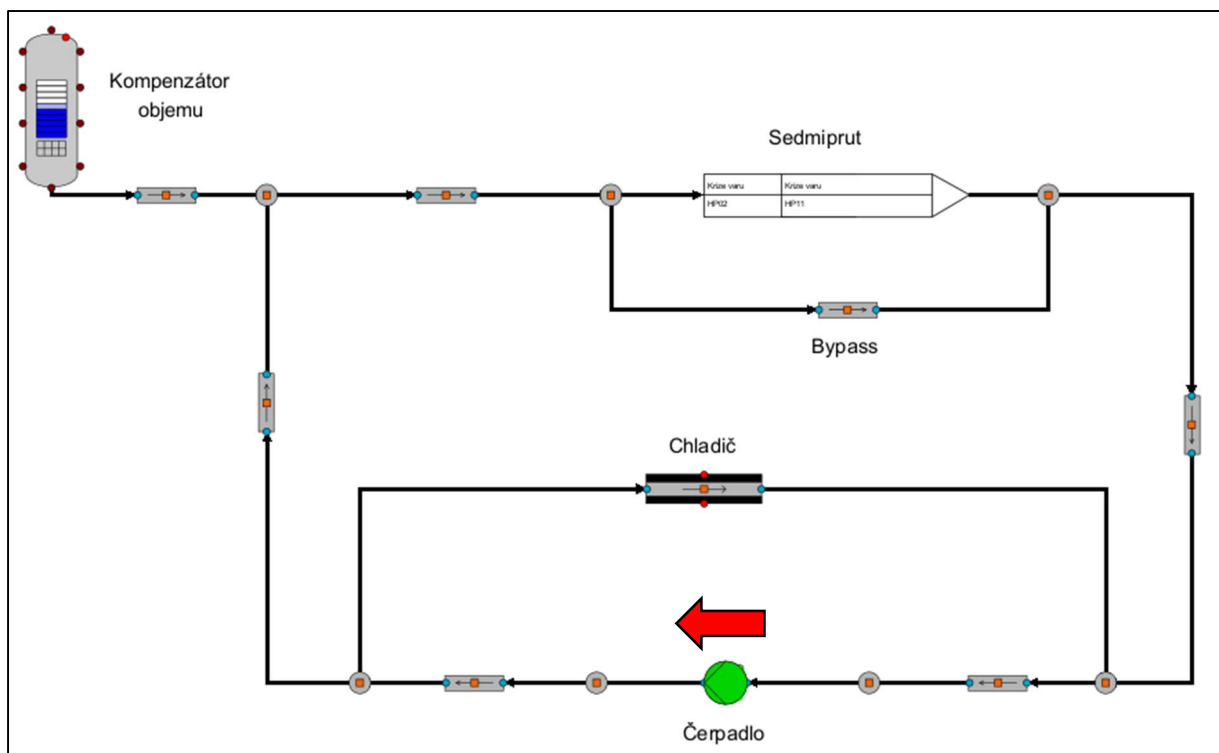 Kompenzátor
objemu
Sedmiprut
Krize varu
Krize varu
HP02
HP11
Bypass
Chladič
Čerpadlo